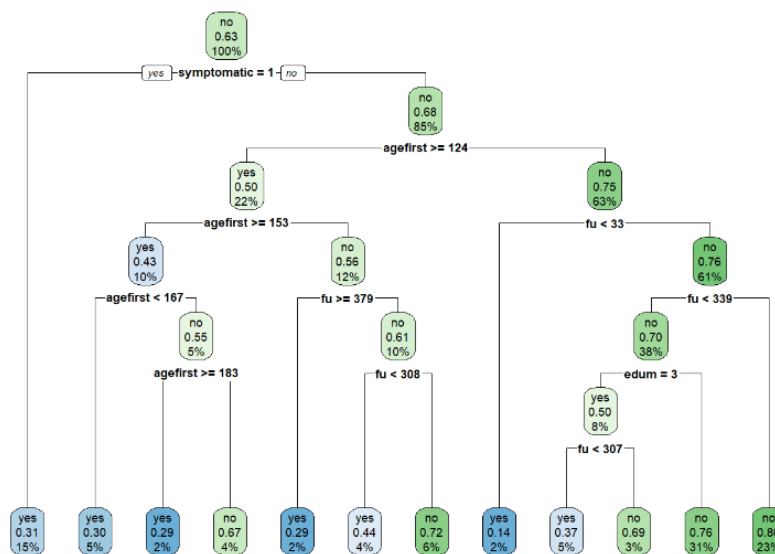 no
0.63
100%
yes symptomatic = 1 no
no
0.68
85%
agefirst >= 124
yes no
0.50 0.75
22% 63%
agefirst >= 153 fu < 33
yes no no
0.43 0.56 0.76
10% 12% 61%
agefirst < 167 fu >= 379 fu < 339
no no no
0.55 0.61 0.70
5% 10% 38%
agefirst >= 183 fu < 308 edum = 3
yes
0.50
8%
fu < 307
yes yes yes no yes yes no yes yes no no no
0.31 0.30 0.29 0.67 0.29 0.44 0.72 0.14 0.37 0.69 0.76
15% 5% 2% 4% 2% 4% 6% 2% 5% 3% 31% 23%